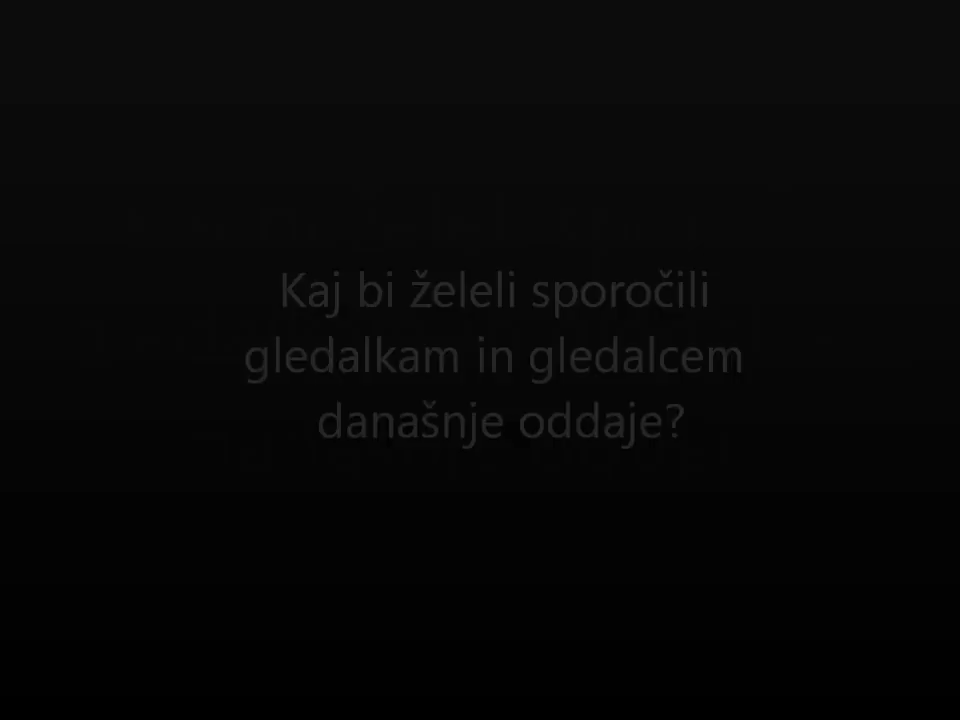 Kaj bi želeli sporočili
gledalkam in gledalcem
današnje oddaje?